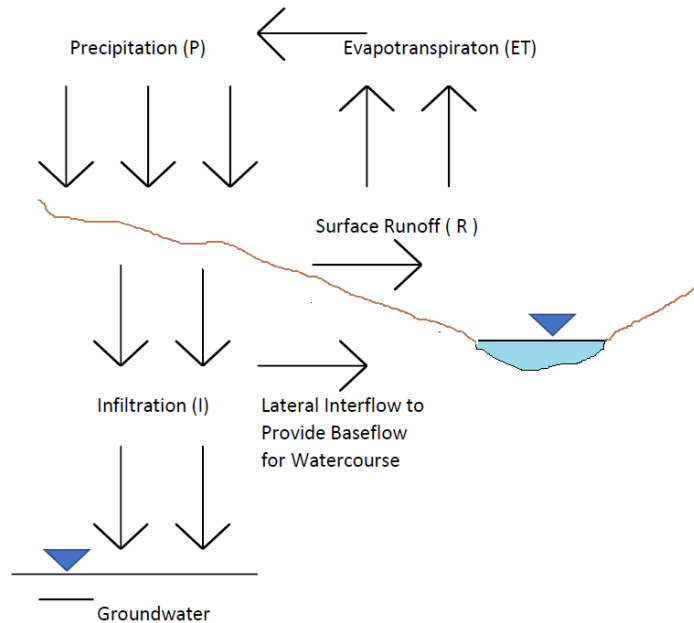 Precipitation (P)
Evapotranspiraton (ET)
Surface Runoff ( R )
Infiltration (I)
Lateral Interflow to
Provide Baseflow
for Watercourse
Groundwater